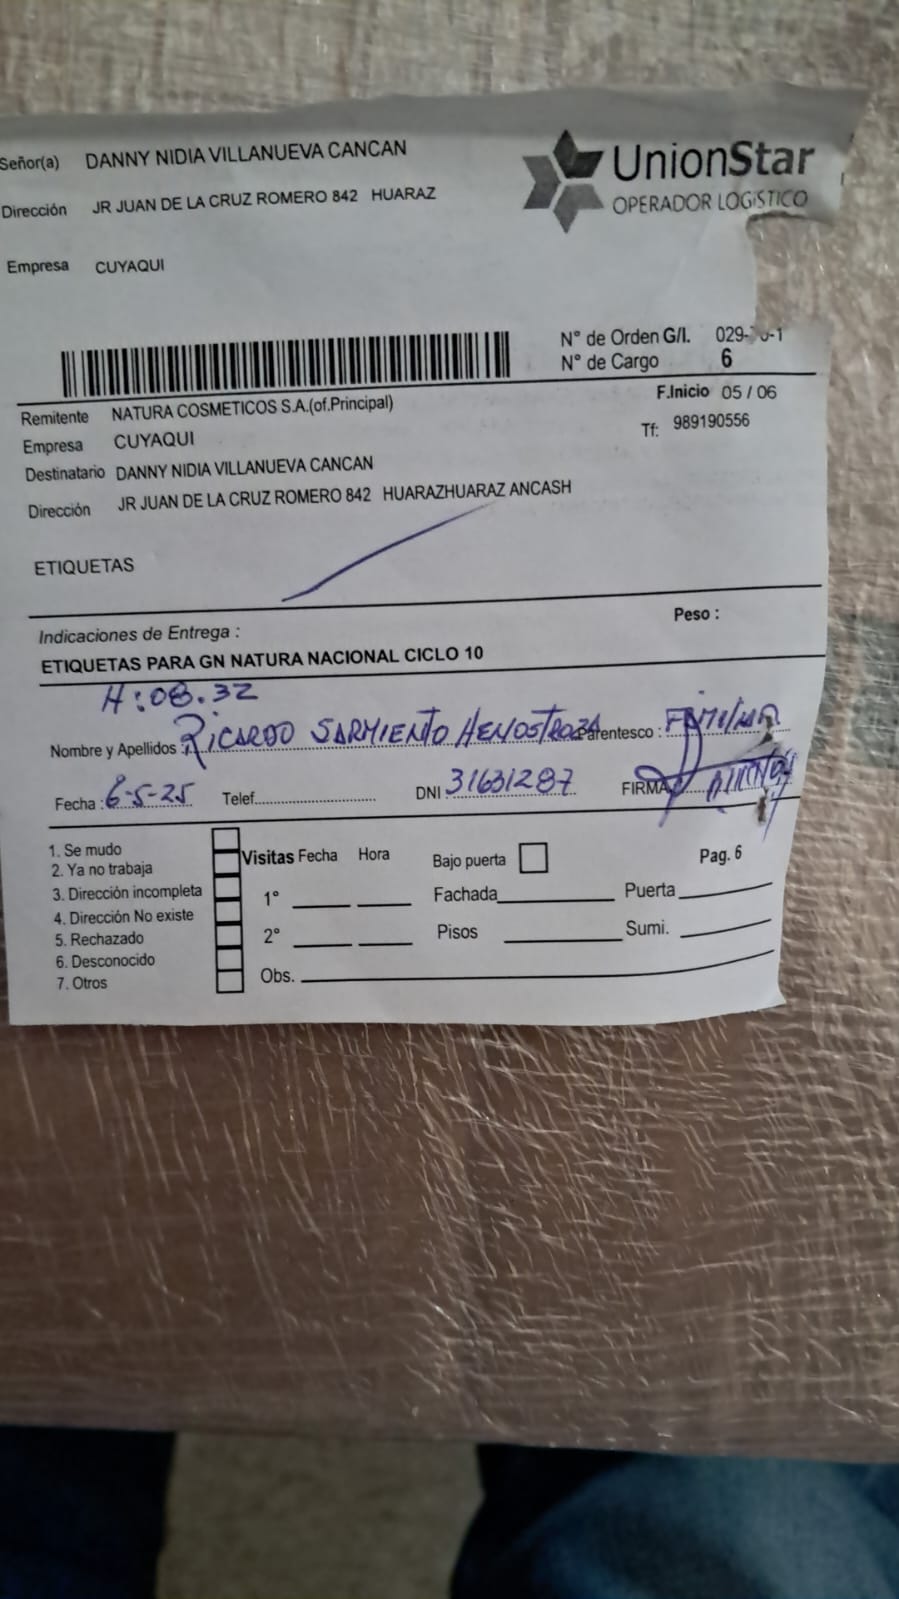 Señor(a) DANNY NIDIA VILLANUEVA CANCAN
UnionStar
OPERADOR LOGÍSTICO
Dirección JR JUAN DE LA CRUZ ROMERO 842 HUARAZ
Empresa CUYAQUI
N° de Orden G/I. 029-
N° de Cargo 6
F.Inicio 05 / 06
Remitente NATURA COSMETICOS S.A.(of.Principal)
Tf: 989190556
Empresa CUYAQUI
Destinatario DANNY NIDIA VILLANUEVA CANCAN
Dirección JR JUAN DE LA CRUZ ROMERO 842 HUARAZHUARAZ ANCASH
ETIQUETAS
Peso :
Indicaciones de Entrega :
ETIQUETAS PARA GN NATURA NACIONAL CICLO 10
H:08.32
Nombre y Apellidos : RICARDO SARMIENTO HENOSTROZA Parentesco : FAMILIAR
Fecha : 6-5-25 Telef. DNI 31631287 FIRMA
1. Se mudo
2. Ya no trabaja
3. Dirección incompleta
4. Dirección No existe
5. Rechazado
6. Desconocido
7. Otros
Visitas Fecha Hora Bajo puerta Pag. 6
1° Fachada Puerta
2° Pisos Sumi.
Obs.